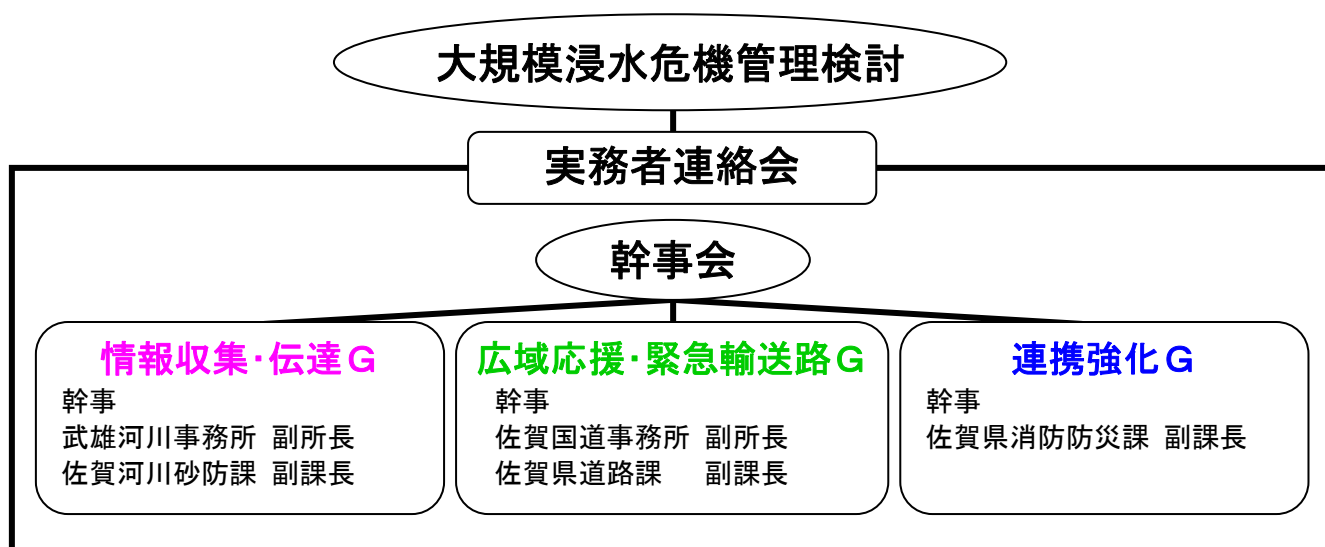 大規模浸水危機管理検討
実務者連絡会
幹事会
情報収集・伝達G
幹事
武雄河川事務所 副所長
佐賀河川砂防課 副課長
広域応援・緊急輸送路G
幹事
佐賀国道事務所 副所長
佐賀県道路課 副課長
連携強化G
幹事
佐賀県消防防災課 副課長